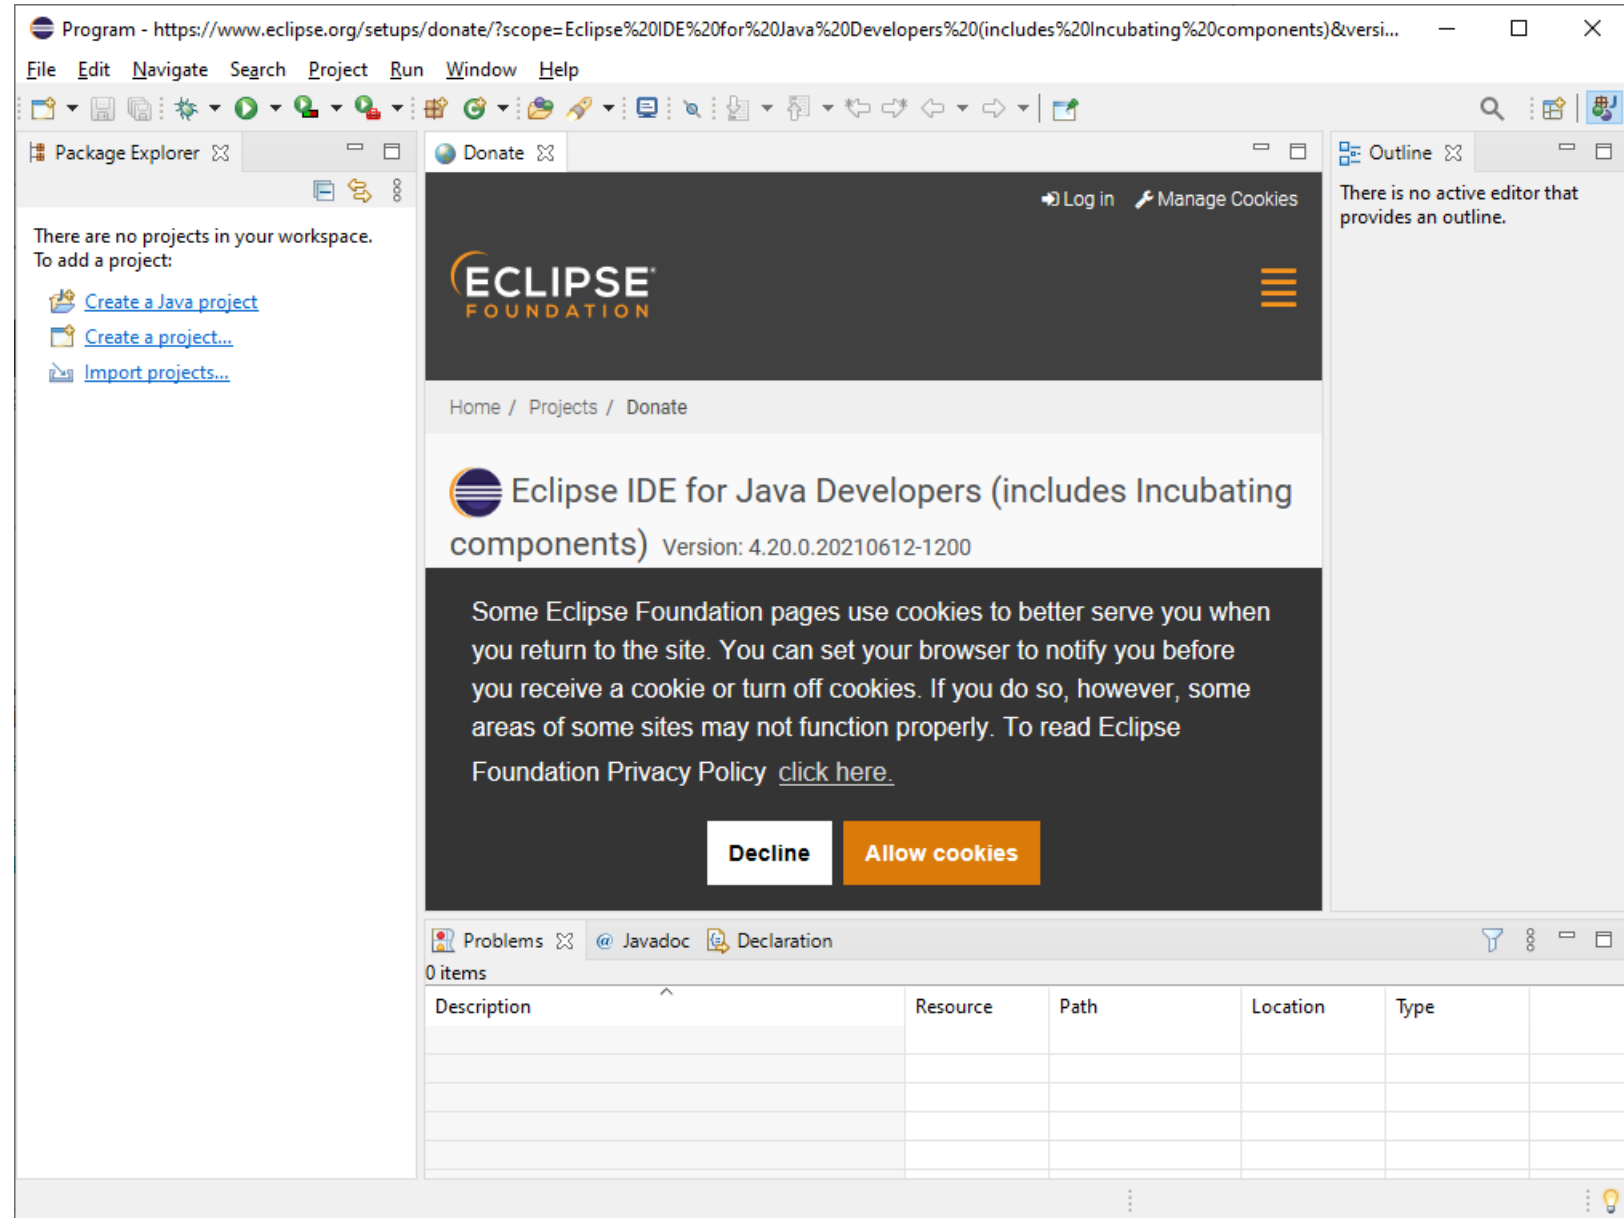 Program - https://www.eclipse.org/setups/donate/?scope=Eclipse%20IDE%20for%20Java%20Developers%20(includes%20Incubating%20components)&versi...
File Edit Navigate Search Project Run Window Help
Package Explorer
Donate
Outline
Log in Manage Cookies
There is no active editor that
provides an outline.
There are no projects in your workspace.
To add a project:
Create a Java project
Create a project...
Import projects...
ECLIPSE
FOUNDATION
Home / Projects / Donate
Eclipse IDE for Java Developers (includes Incubating
components) Version: 4.20.0.20210612-1200
Some Eclipse Foundation pages use cookies to better serve you when
you return to the site. You can set your browser to notify you before
you receive a cookie or turn off cookies. If you do so, however, some
areas of some sites may not function properly. To read Eclipse
Foundation Privacy Policy click here.
Decline Allow cookies
Problems @ Javadoc Declaration
0 items
Description Resource Path Location Type